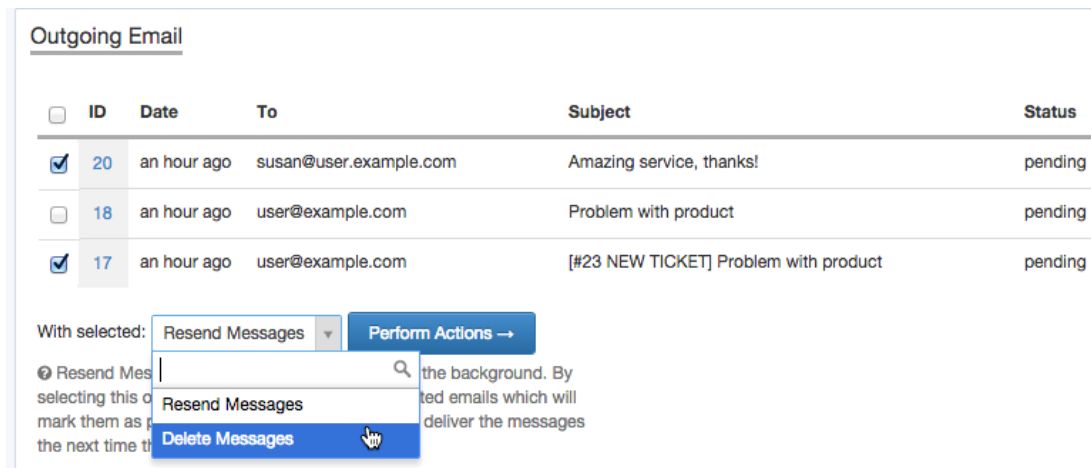 Outgoing Email
ID Date To Subject Status
20 an hour ago susan@user.example.com Amazing service, thanks! pending
18 an hour ago user@example.com Problem with product pending
17 an hour ago user@example.com [#23 NEW TICKET] Problem with product pending
With selected: Resend Messages Perform Actions →
Resend Mes the background. By
selecting this o ted emails which will
Resend Messages
mark them as p deliver the messages
Delete Messages
the next time th